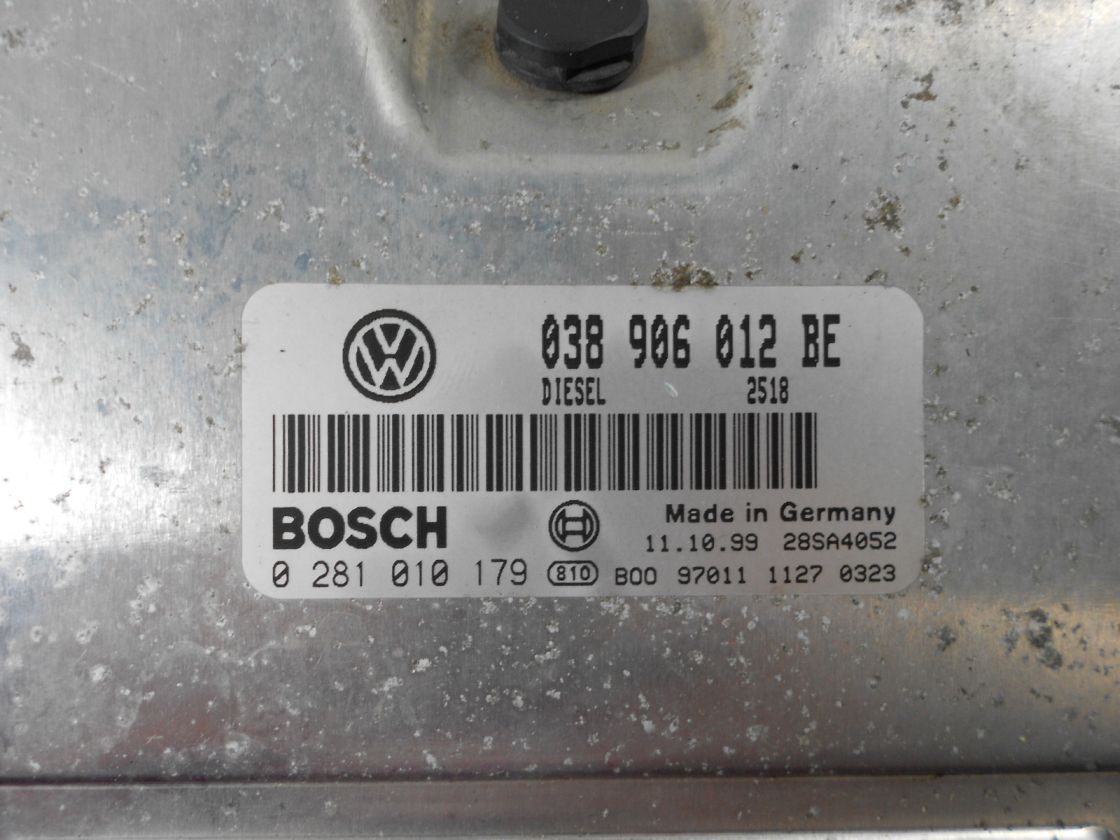 038 906 012 BE
DIESEL 2518
BOSCH
Made in Germany
11.10.99 28SA4052
0 281 010 179 810 B00 97011 1127 0323